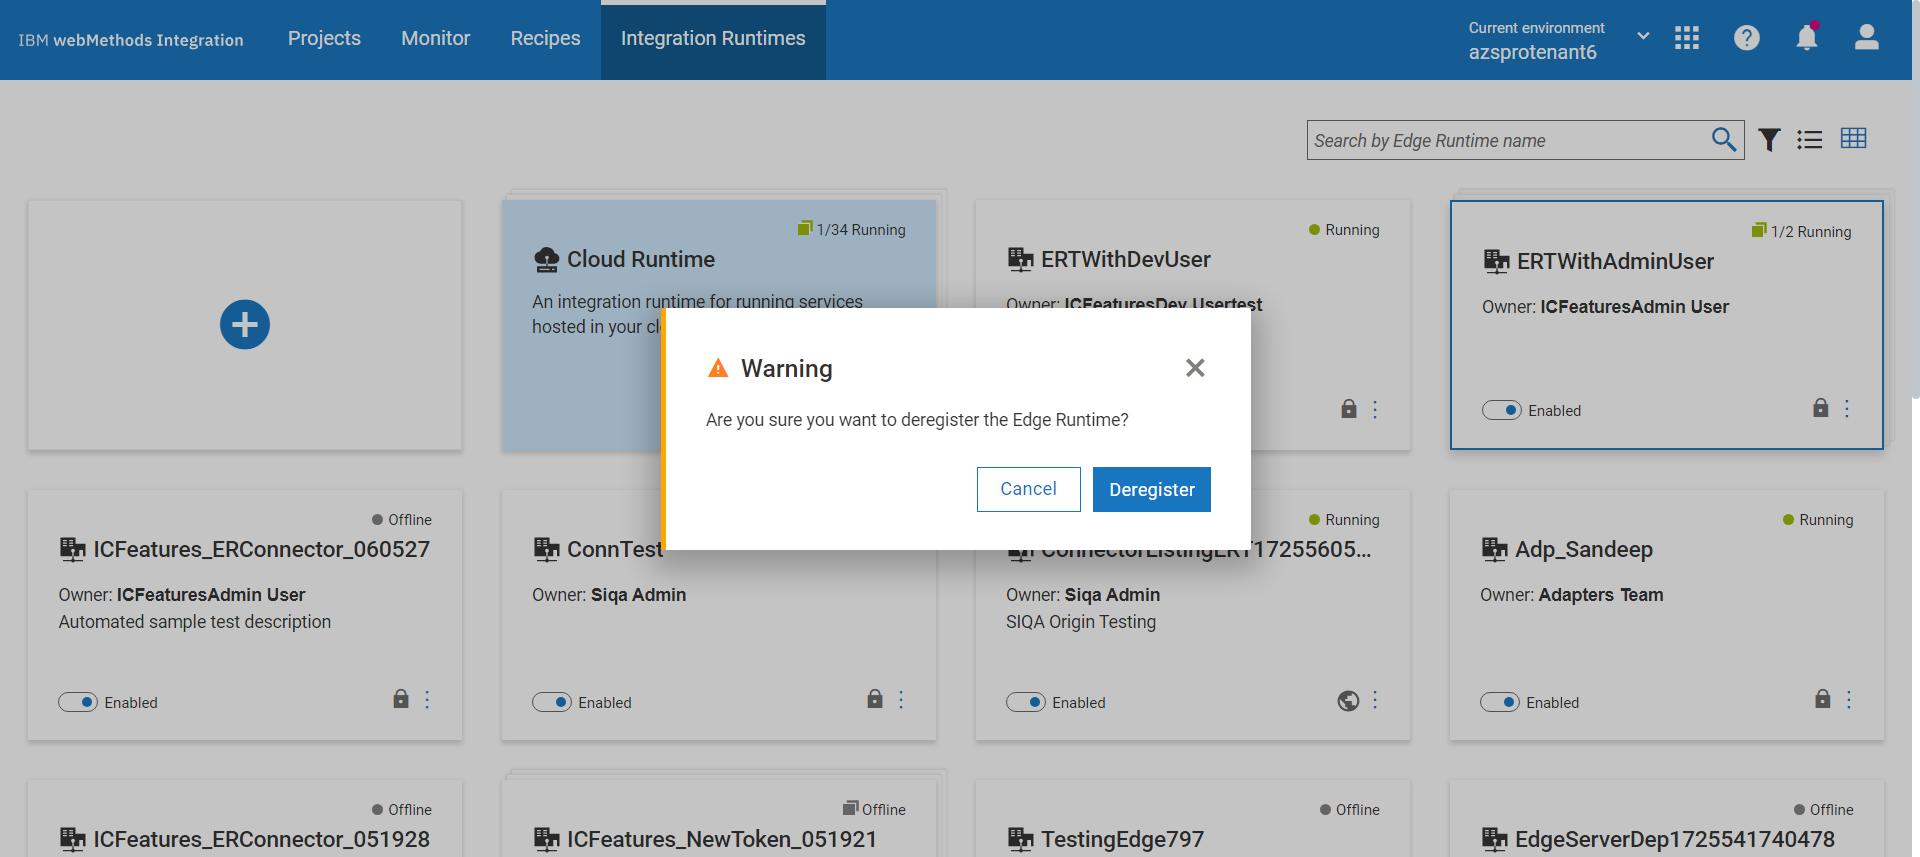 IBM webMethods Integration
Projects
Monitor
Recipes
Integration Runtimes
Current environment
azsprotenant6
Search by Edge Runtime name
1/34 Running
Cloud Runtime
An integration runtime for running services
hosted in your cl
Running
ERTWithDevUser
Owner: ICFeaturesDev Usertest
1/2 Running
ERTWithAdminUser
Owner: ICFeaturesAdmin User
Enabled
Warning
Are you sure you want to deregister the Edge Runtime?
Cancel
Deregister
Offline
ICFeatures_ERConnector_060527
Owner: ICFeaturesAdmin User
Automated sample test description
Enabled
ConnTest
Owner: Siqa Admin
Enabled
Running
ConnectorListingERT17255605...
Owner: Siqa Admin
SIQA Origin Testing
Enabled
Running
Adp_Sandeep
Owner: Adapters Team
Enabled
Offline
ICFeatures_ERConnector_051928
Offline
ICFeatures_NewToken_051921
Offline
TestingEdge797
Offline
EdgeServerDep1725541740478